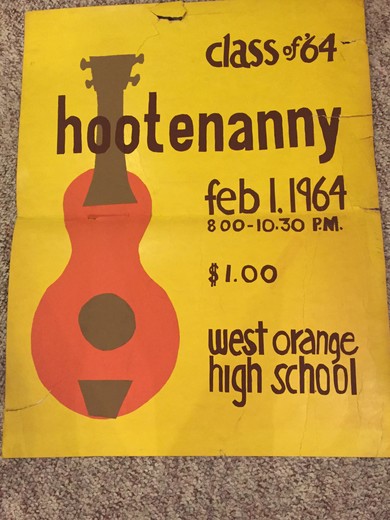 class of '64
hootenanny
feb 1, 1964
8 00-10:30 P.M.
$1.00
west orange
high school